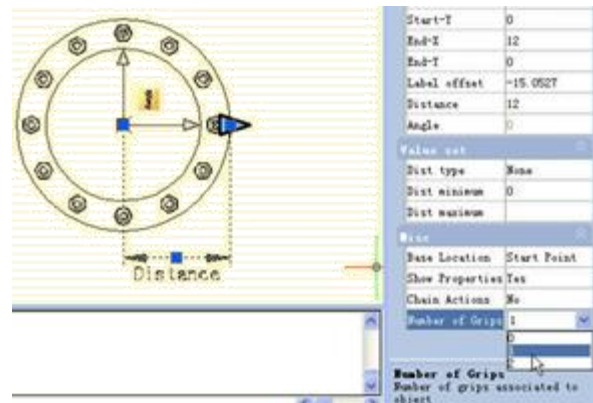 Start-Y 0
End-X 12
End-Y 0
Label offset -15.0527
Distance 12
Angle 0
Value set
Dist type None
Dist minimum 0
Dist maximum
Misc
Base Location Start Point
Show Properties Yes
Chain Actions No
Number of Grips 1
0
1
2
Distance
Number of Grips
Number of grips associated to
object